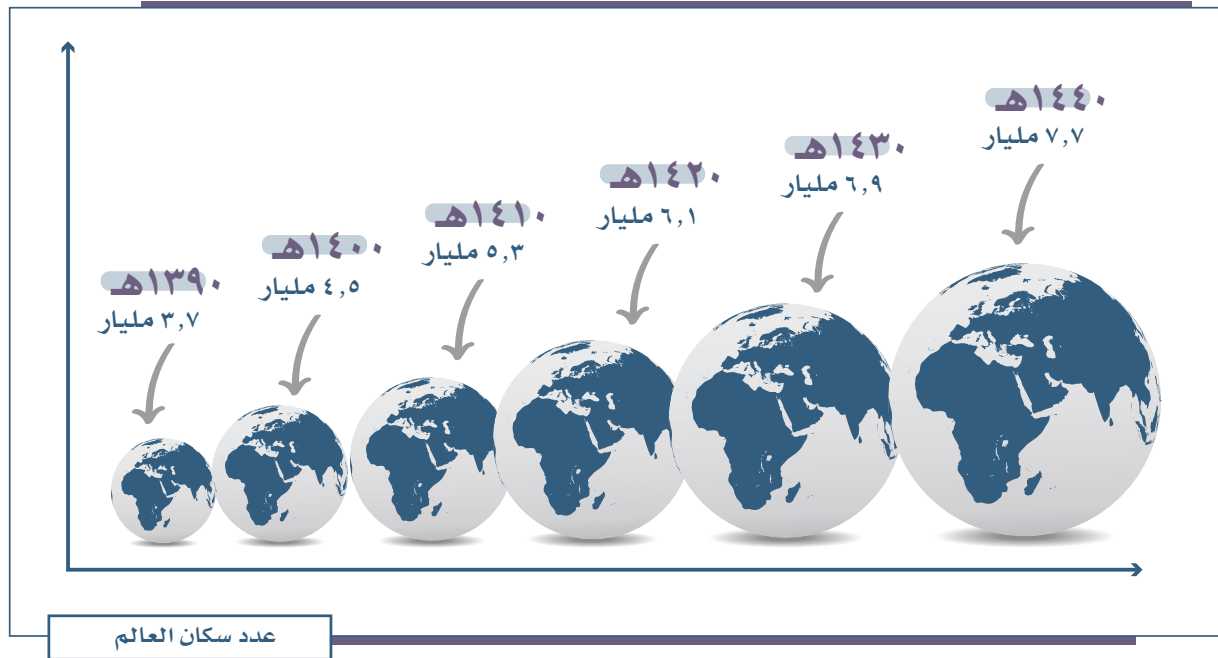 ١٣٩٠هـ
٣,٧ مليار
١٤٠٠هـ
٤,٥ مليار
١٤١٠هـ
٥,٣ مليار
١٤٢٠هـ
٦,١ مليار
١٤٣٠هـ
٦,٩ مليار
١٤٤٠هـ
٧,٧ مليار
عدد سكان العالم